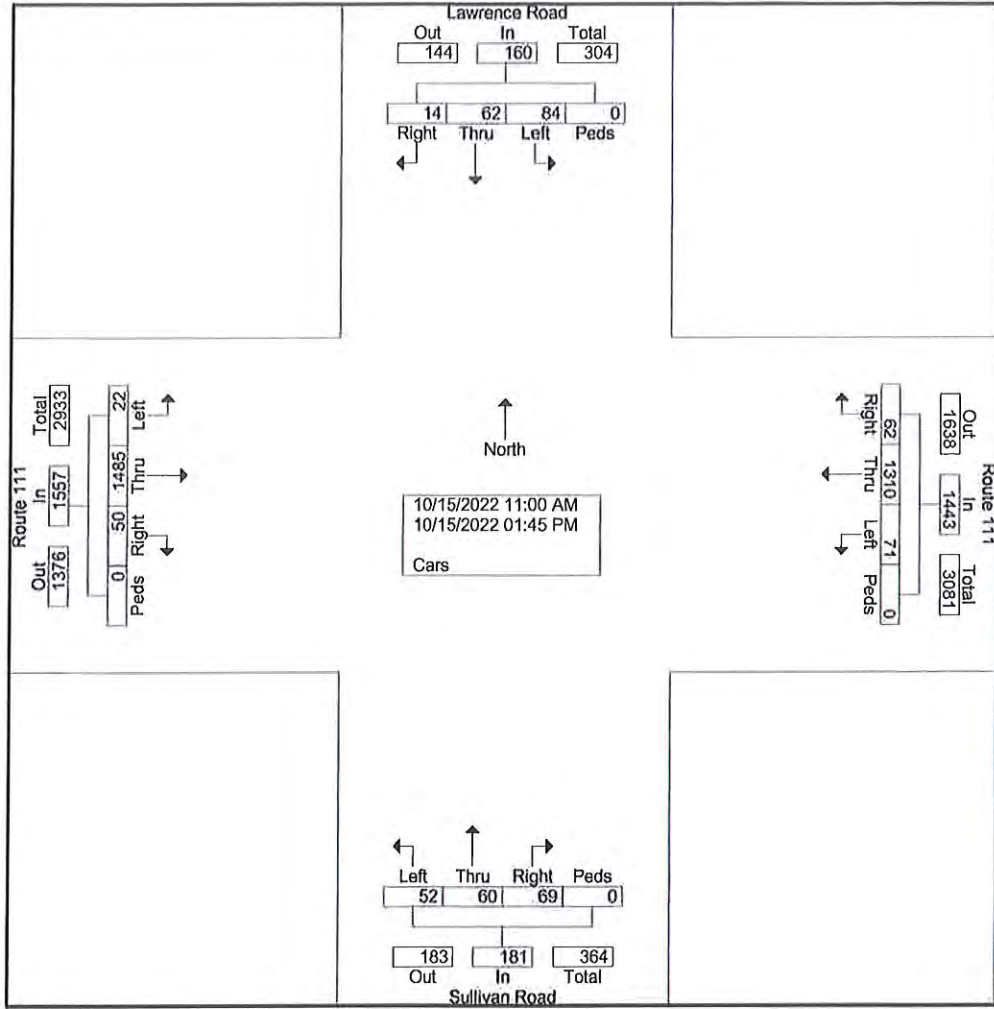 Lawrence Road
Out In Total
144 160 304
14 62 84 0
Right Thru Left Peds
Route 111
Total In Out
2933 1557 1376
22 1485 50 0
Left Thru Right Peds
North
10/15/2022 11:00 AM
10/15/2022 01:45 PM
Cars
Right Thru Left Peds
62 1310 71 0
Out In Total
1638 1443 3081
Route 111
Left Thru Right Peds
52 60 69 0
183 181 364
Out In Total
Sullivan Road